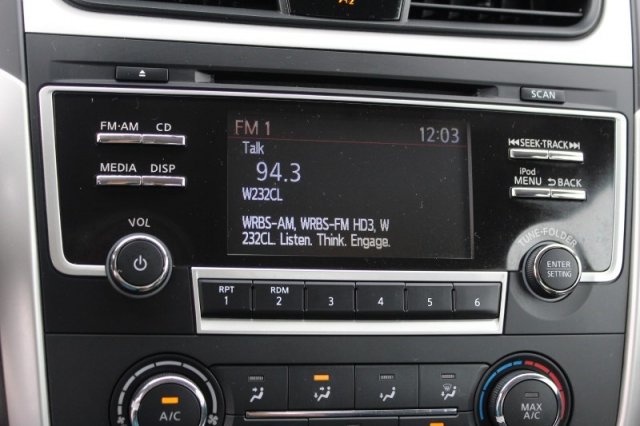 SCAN
FM·AM CD
MEDIA DISP
VOL
FM 1 12:03
Talk
94.3
W232CL
WRBS-AM, WRBS-FM HD3, W
232CL. Listen. Think. Engage.
SEEK·TRACK
iPod
MENU BACK
TUNE·FOLDER
ENTER
SETTING
RPT RDM
1 2 3 4 5 6
A/C
MAX
A/C